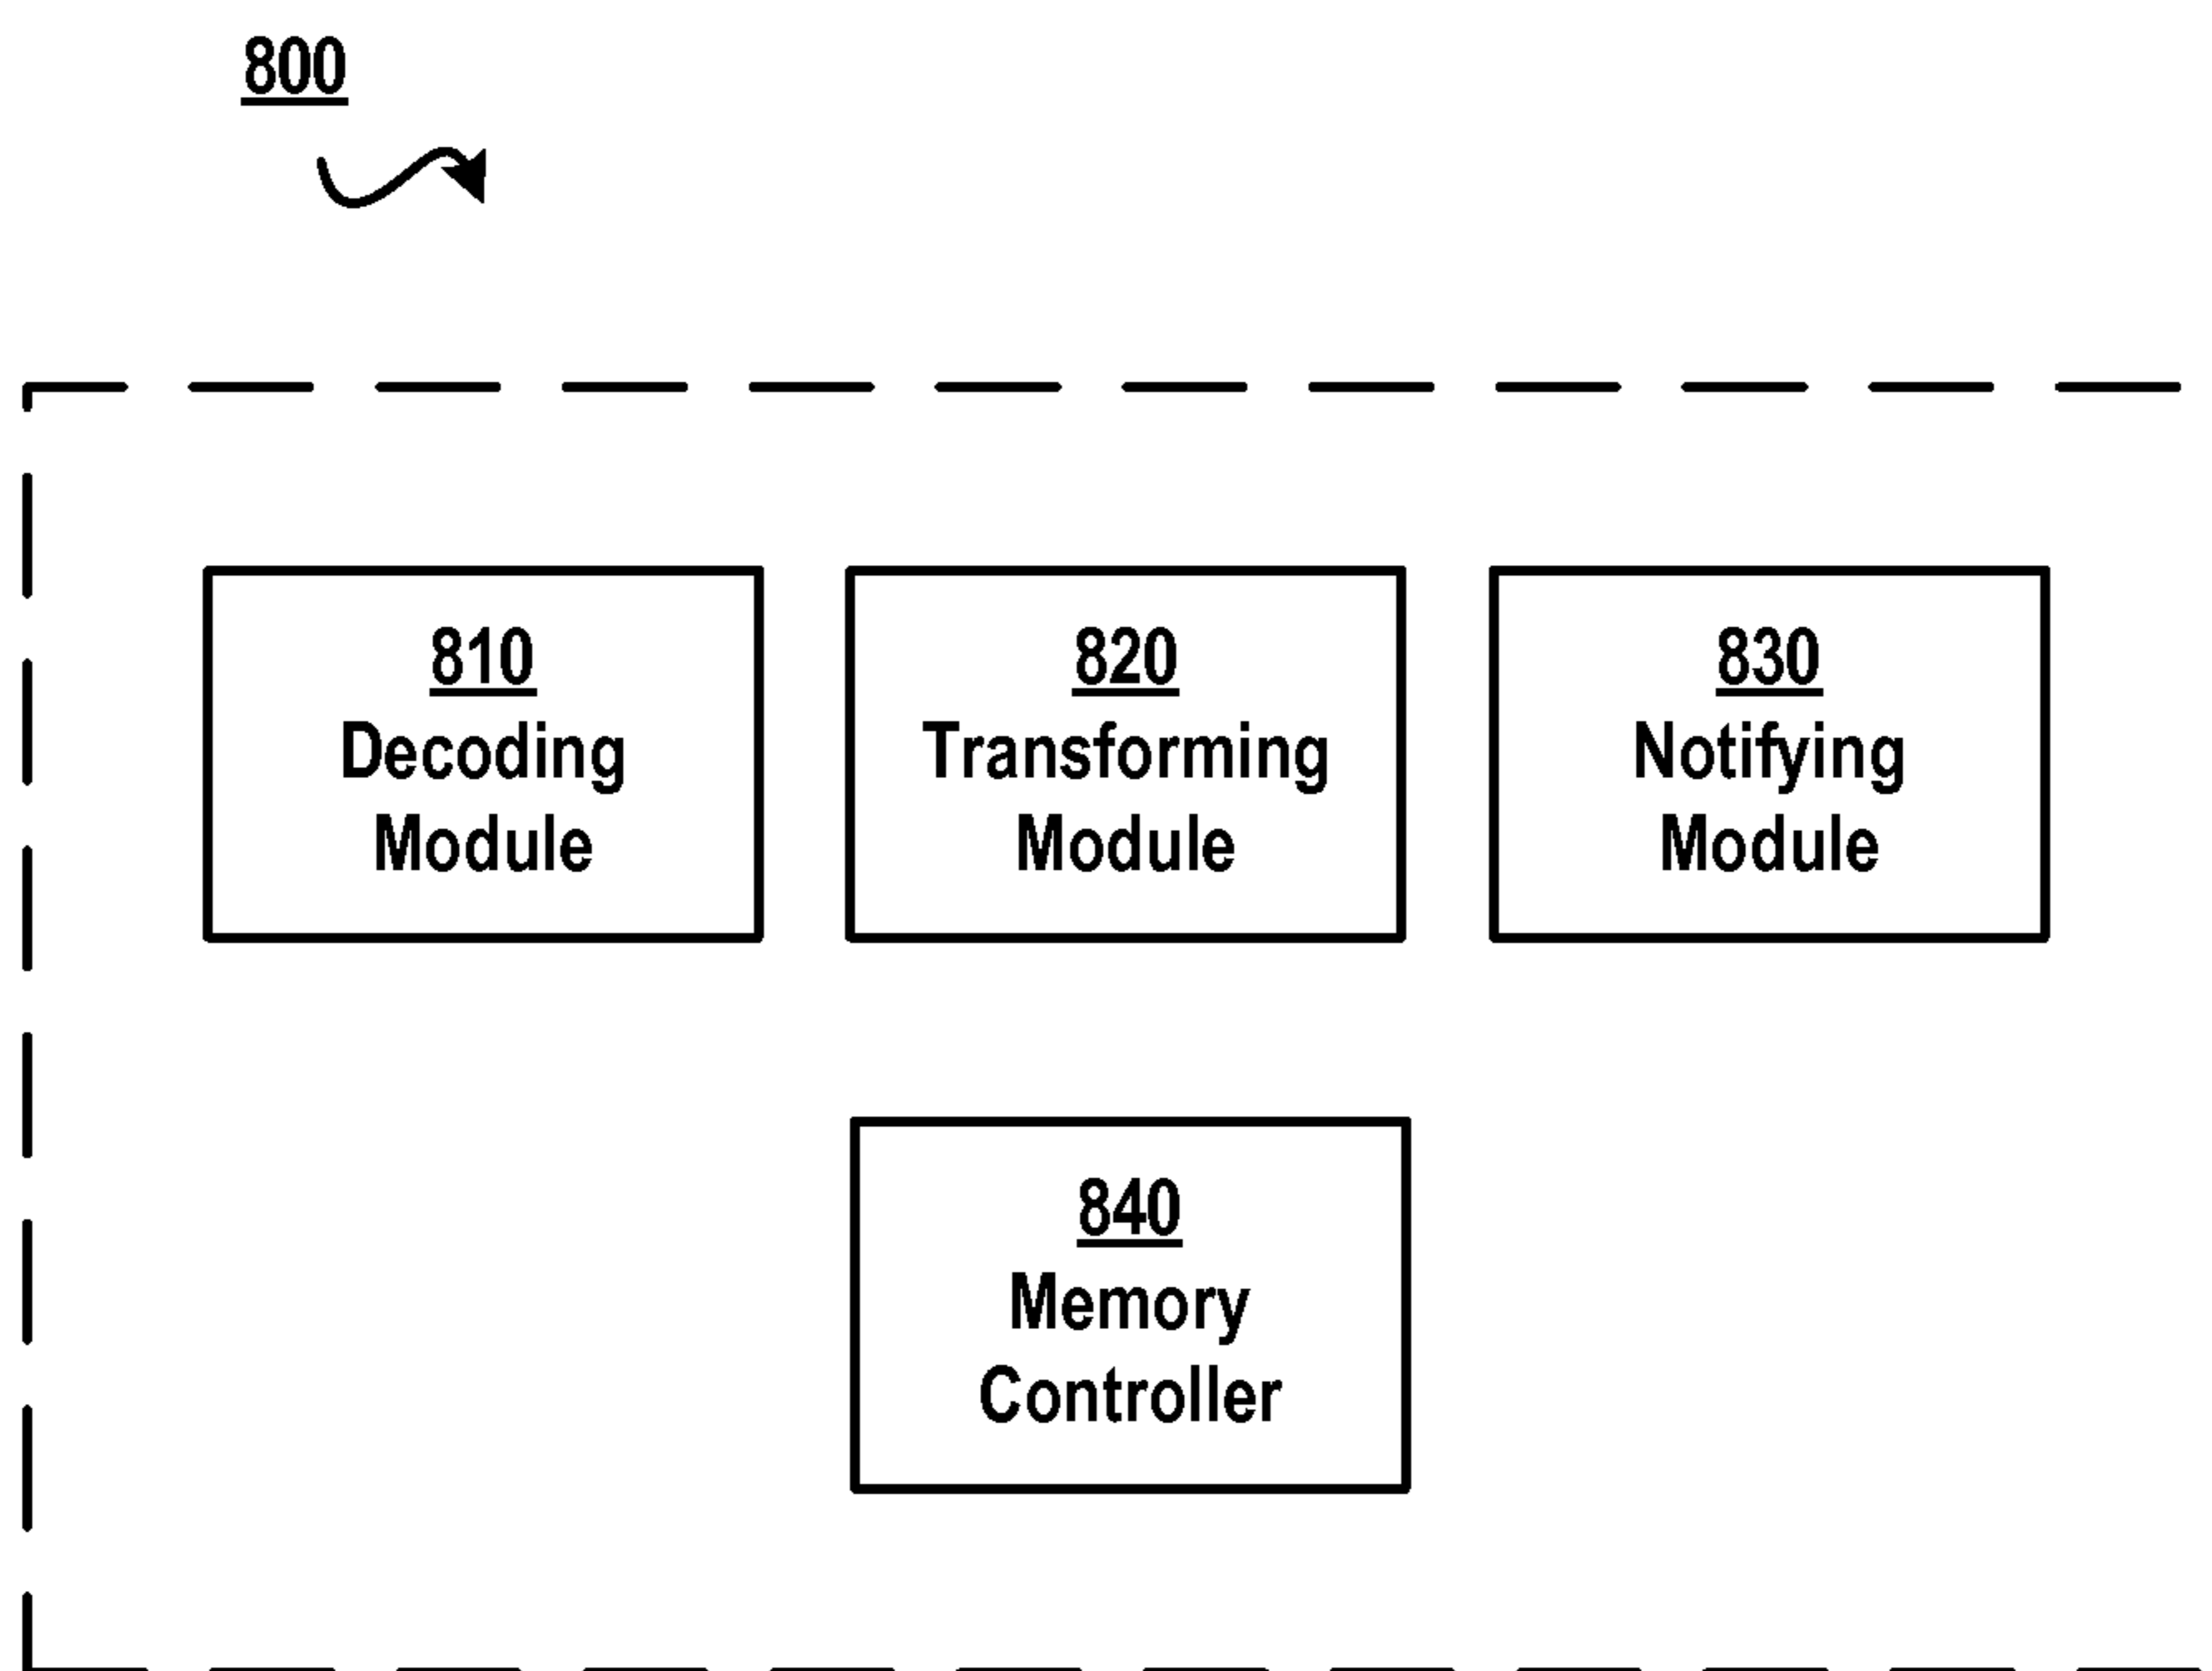 800
810
Decoding
Module
820
Transforming
Module
830
Notifying
Module
840
Memory
Controller